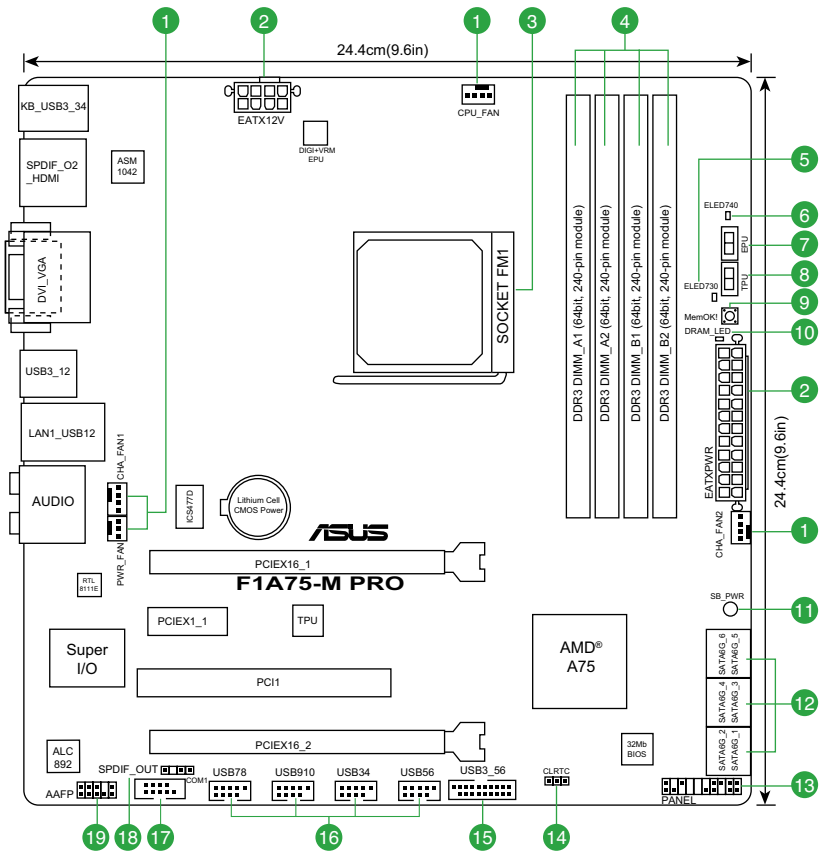 1
2
1
3
4
24.4cm(9.6in)
KB_USB3_34
EATX12V
CPU_FAN
DIGI+VRM
EPU
ASM
1042
SPDIF_O2
_HDMI
DVI_VGA
USB3_12
LAN1_USB12
AUDIO
CHA_FAN1
PWR_FAN
ICS477D
Lithium Cell
CMOS Power
SOCKET FM1
DDR3 DIMM_A1 (64bit, 240-pin module)
DDR3 DIMM_A2 (64bit, 240-pin module)
DDR3 DIMM_B1 (64bit, 240-pin module)
DDR3 DIMM_B2 (64bit, 240-pin module)
5
ELED740
6
EPU
7
TPU
8
ELED730
9
MemOK!
DRAM_LED
10
2
EATXPWR
24.4cm(9.6in)
CHA_FAN2
1
ASUS
PCIEX16_1
F1A75-M PRO
RTL
8111E
PCIEX1_1
TPU
Super
I/O
PCI1
AMD®
A75
SB_PWR
11
SATA6G_6
SATA6G_5
SATA6G_4
SATA6G_3
12
SATA6G_2
SATA6G_1
PCIEX16_2
32Mb
BIOS
ALC
892
SPDIF_OUT
COM1
USB78
USB910
USB34
USB56
USB3_56
CLRTC
13
AAFP
PANEL
19
18
17
16
15
14